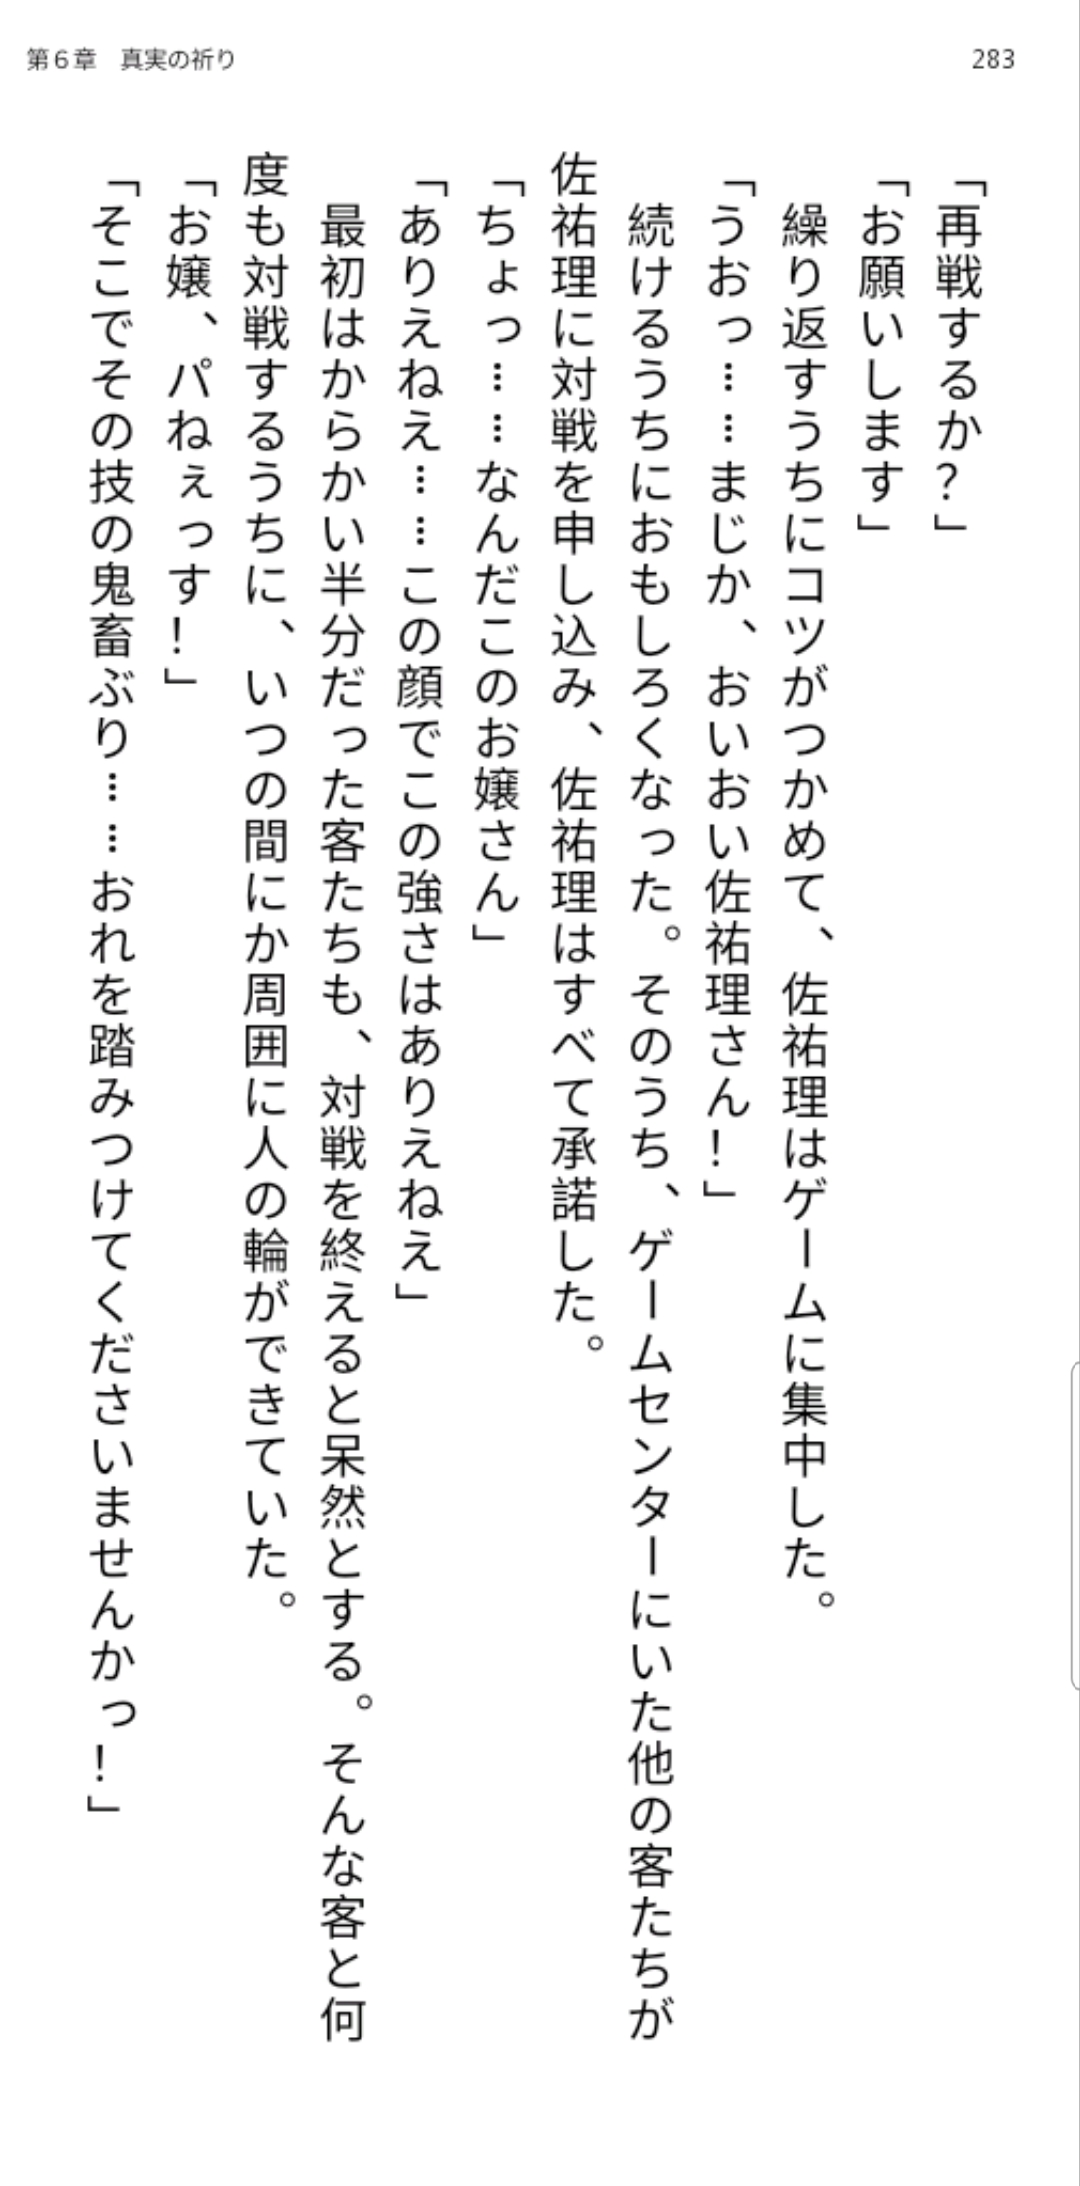 第６章　真実の祈り
283
「再戦するか？」
「お願いします」
　繰り返すうちにコツがつかめて、佐祐理はゲームに集中した。
「うおっ……まじか、おいおい佐祐理さん！」
　続けるうちにおもしろくなった。そのうち、ゲームセンターにいた他の客たちが
佐祐理に対戦を申し込み、佐祐理はすべて承諾した。
「ちょっ……なんだこのお嬢さん」
「ありえねえ……この顔でこの強さはありえねえ」
　最初はからかい半分だった客たちも、対戦を終えると呆然とする。そんな客と何
度も対戦するうちに、いつの間にか周囲に人の輪ができていた。
「お嬢、パねぇっす！」
「そこでその技の鬼畜ぶり……おれを踏みつけてくださいませんかっ！」